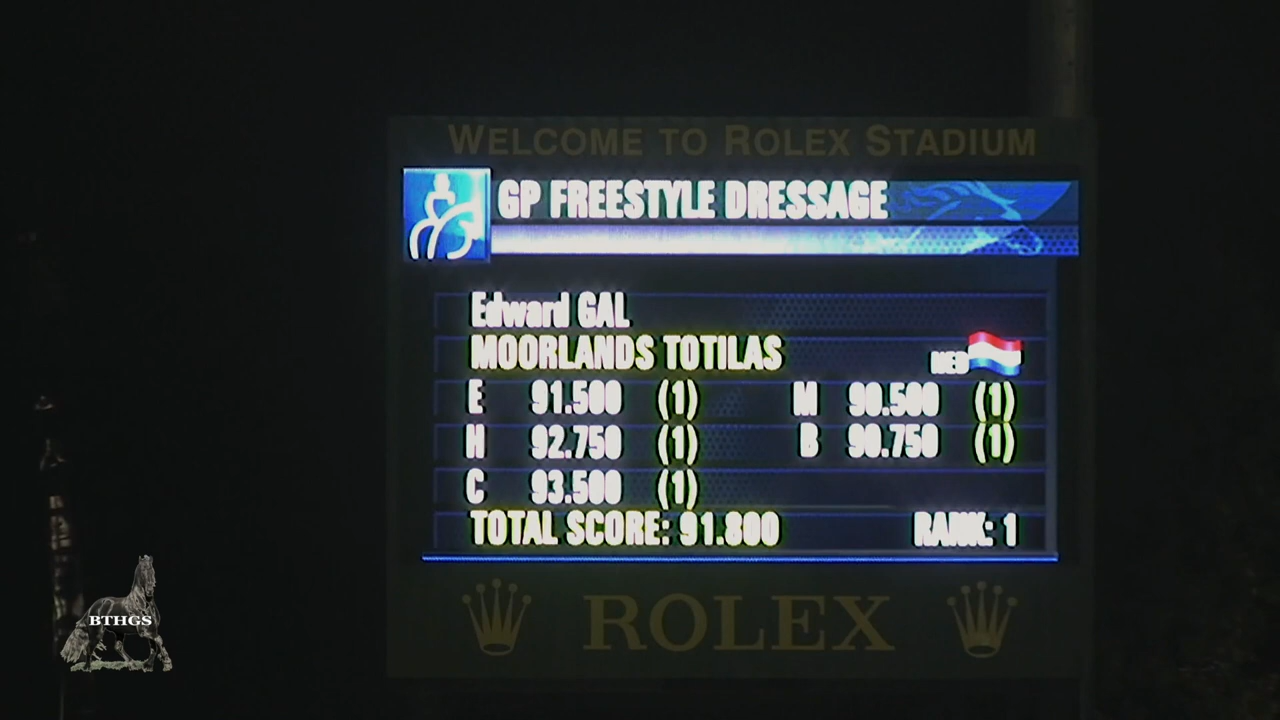 WELCOME TO ROLEX STADIUM
GP FREESTYLE DRESSAGE
Edward GAL
MOORLANDS TOTILAS NED
E 91.500 (1) M 90.500 (1)
H 92.750 (1) B 90.750 (1)
C 93.500 (1)
TOTAL SCORE: 91.800 RANK: 1
ROLEX
BTHGS